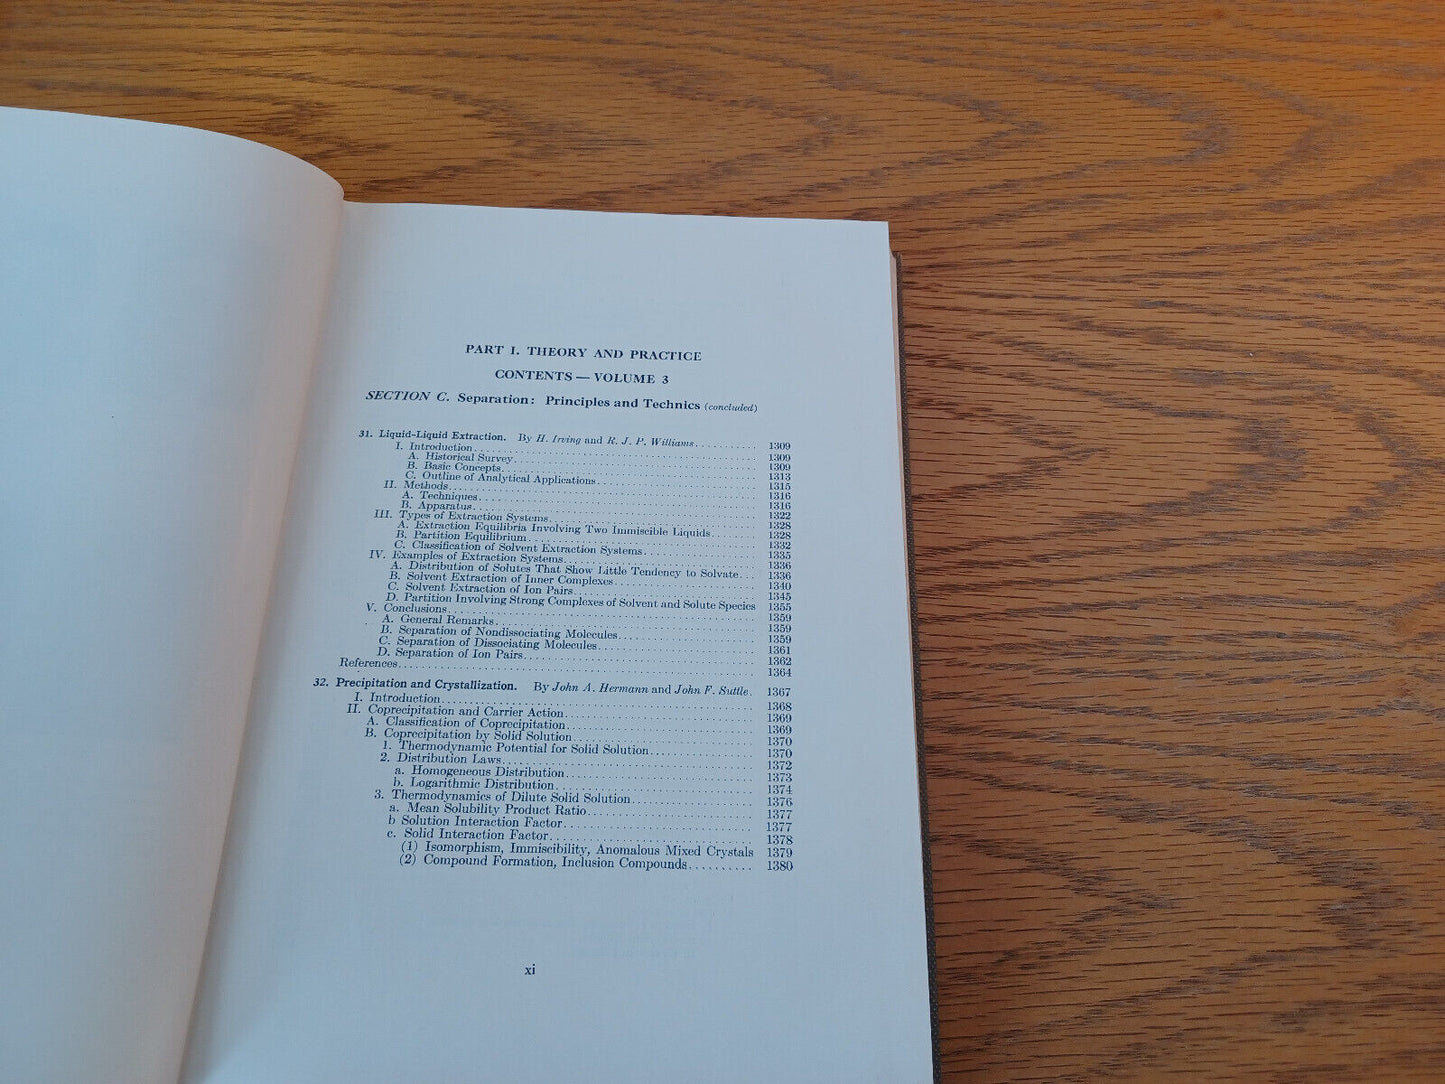 PART I. THEORY AND PRACTICE
CONTENTS — VOLUME 3
SECTION C. Separation: Principles and Technics (concluded)
31. Liquid-Liquid Extraction. By H. Irving and R. J. P. Williams........... 1309
I. Introduction.......... 1309
A. Historical Survey.......... 1309
B. Basic Concepts.......... 1313
C. Outline of Analytical Applications.......... 1315
II. Methods.......... 1316
A. Techniques.......... 1316
B. Apparatus.......... 1322
III. Types of Extraction Systems.......... 1328
A. Extraction Equilibria Involving Two Immiscible Liquids....... 1328
B. Partition Equilibrium.......... 1332
C. Classification of Solvent Extraction Systems.......... 1335
IV. Examples of Extraction Systems.......... 1336
A. Distribution of Solutes That Show Little Tendency to Solvate... 1336
B. Solvent Extraction of Inner Complexes.......... 1340
C. Solvent Extraction of Ion Pairs.......... 1345
D. Partition Involving Strong Complexes of Solvent and Solute Species 1355
V. Conclusions.......... 1359
A. General Remarks.......... 1359
B. Separation of Nondissociating Molecules.......... 1361
C. Separation of Dissociating Molecules.......... 1362
D. Separation of Ion Pairs.......... 1364
References..........
32. Precipitation and Crystallization. By John A. Hermann and John F. Suttle. 1367
I. Introduction.......... 1368
II. Coprecipitation and Carrier Action.......... 1369
A. Classification of Coprecipitation.......... 1369
B. Coprecipitation by Solid Solution.......... 1370
1. Thermodynamic Potential for Solid Solution.......... 1370
2. Distribution Laws.......... 1372
a. Homogeneous Distribution.......... 1373
b. Logarithmic Distribution.......... 1374
3. Thermodynamics of Dilute Solid Solution.......... 1376
a. Mean Solubility Product Ratio.......... 1377
b Solution Interaction Factor.......... 1377
c. Solid Interaction Factor.......... 1378
(1) Isomorphism, Immiscibility, Anomalous Mixed Crystals 1379
(2) Compound Formation, Inclusion Compounds.......... 1380
xi